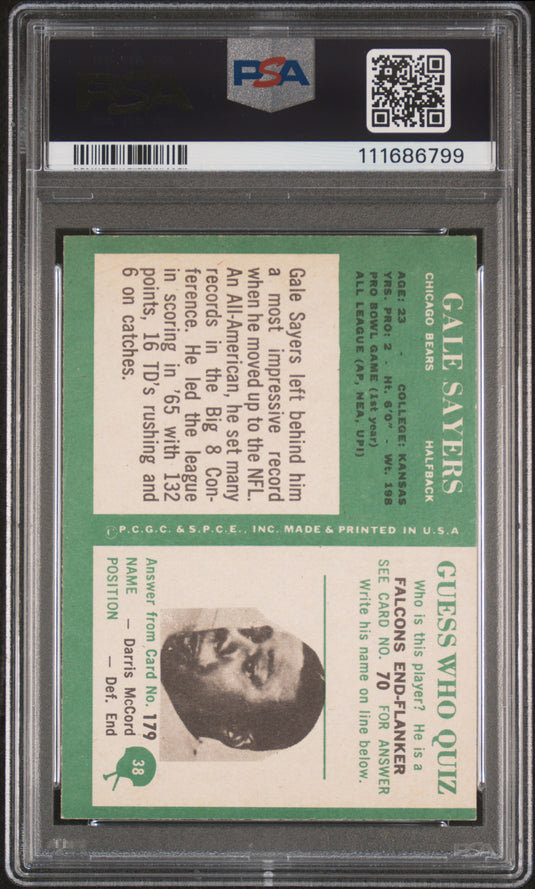 PSA
PSA
111686799
GALE SAYERS
CHICAGO BEARS HALFBACK
AGE: 23 - COLLEGE: KANSAS
YRS. PRO: 2 - Ht. 6'0" - Wt. 198
PRO BOWL GAME (1st year)
ALL LEAGUE (AP, NEA, UPI)
Gale Sayers left behind him
a most impressive record
when he moved up to the NFL.
An All-American, he set many
records in the Big 8 Con-
ference. He led the league
in scoring in '65 with 132
points, 16 TD's rushing and
6 on catches.
©P.C.G.C. & S.P.C.E., INC. MADE & PRINTED IN U.S.A
GUESS WHO QUIZ
Who is this player? He is a
FALCONS END-FLANKER
SEE CARD NO. 70 FOR ANSWER
Write his name on line below.
Answer from Card No. 179
NAME — Darris McCord
POSITION — Def. End
38
PSA